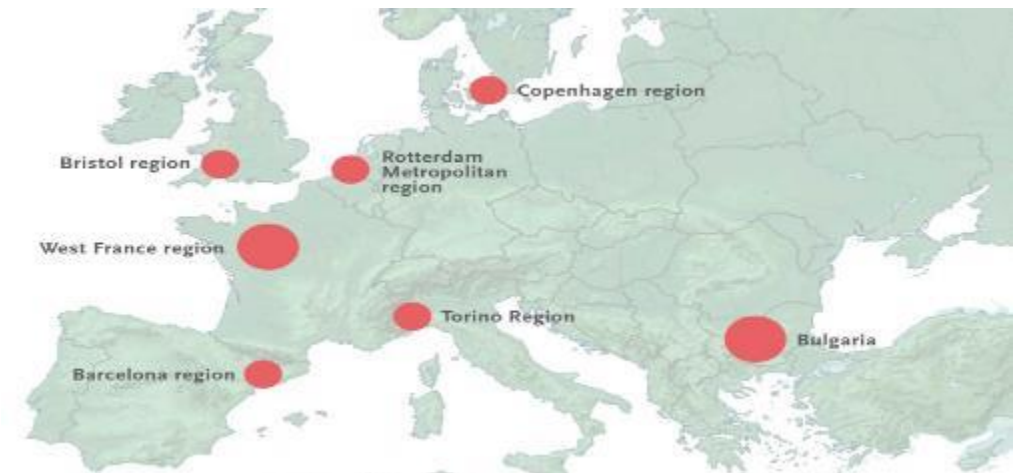 Copenhagen region
Bristol region
Rotterdam
Metropolitan
region
West France region
Torino Region
Bulgaria
Barcelona region